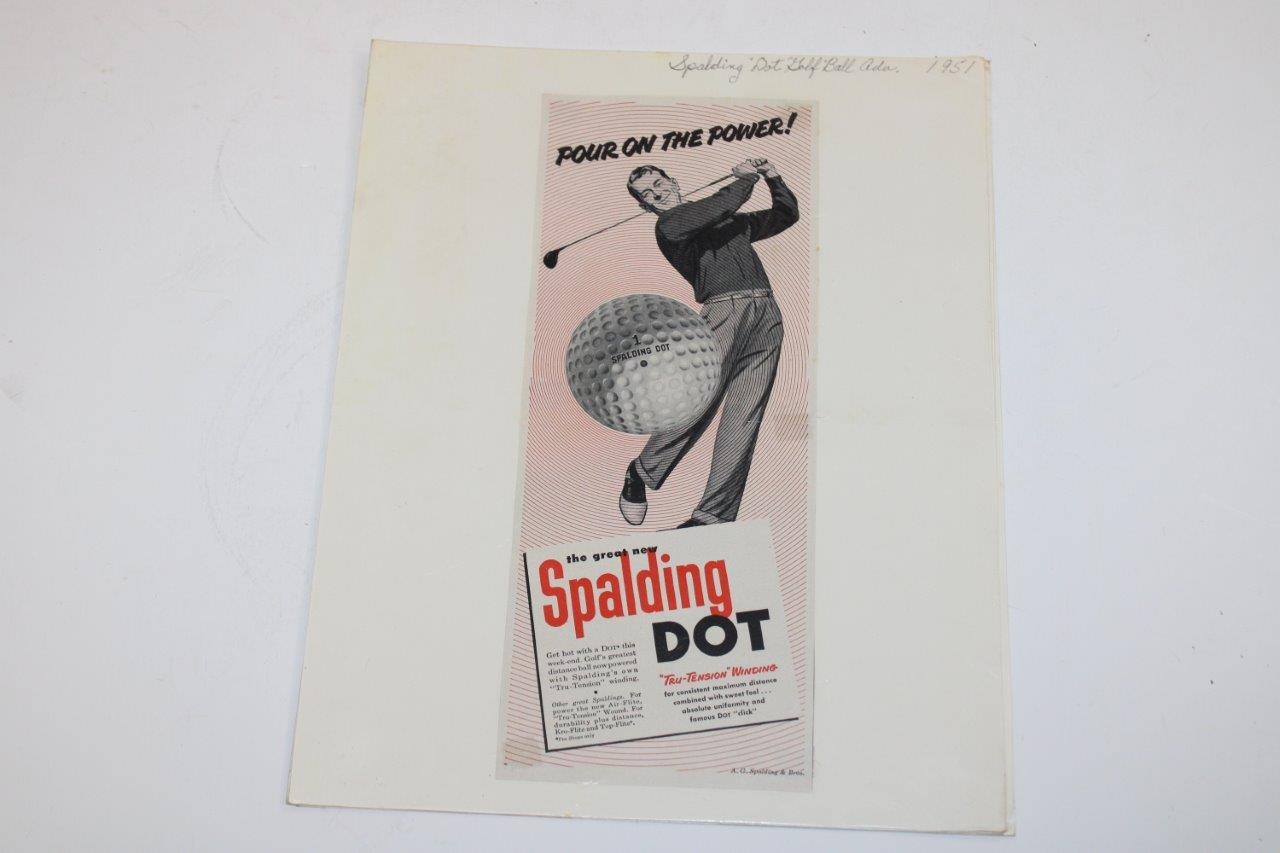 Spalding "Dot" Golf Ball Ads. 1951
POUR ON THE POWER!
1
SPALDING DOT
the great new
Spalding
DOT
Get hot with a DOT* this
week-end. Golf's greatest
distance ball now powered
with Spalding's own
"Tru-Tension" winding.
Other great Spaldings. For
power the new Air-Flite,
"Tru-Tension" Wound. For
durability plus distance,
Kro-Flite and Top-Flite*.
*Pro Shops only
"TRU-TENSION" WINDING
for consistent maximum distance
combined with sweet feel . . .
absolute uniformity and
famous DOT "click"
A. G. Spalding & Bros.